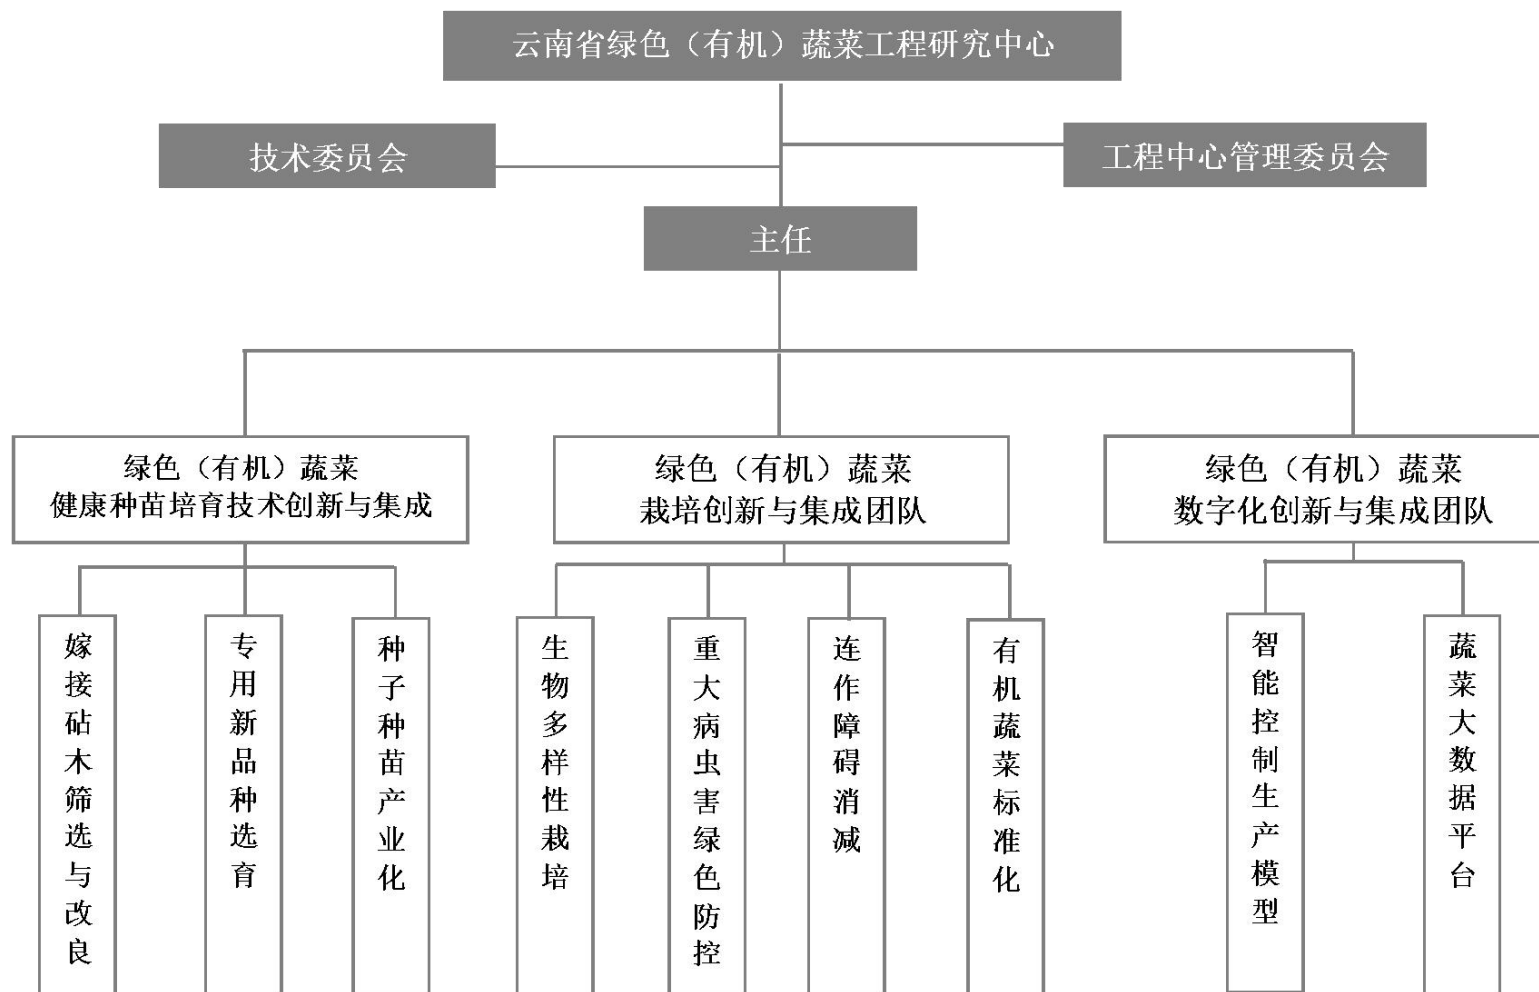 云南省绿色（有机）蔬菜工程研究中心
技术委员会
工程中心管理委员会
主任
绿色（有机）蔬菜
健康种苗培育技术创新与集成
绿色（有机）蔬菜
栽培创新与集成团队
绿色（有机）蔬菜
数字化创新与集成团队
嫁接砧木筛选与改良
专用新品种选育
种子种苗产业化
生物多样性栽培
重大病虫害绿色防控
连作障碍消减
有机蔬菜标准化
智能控制生产模型
蔬菜大数据平台